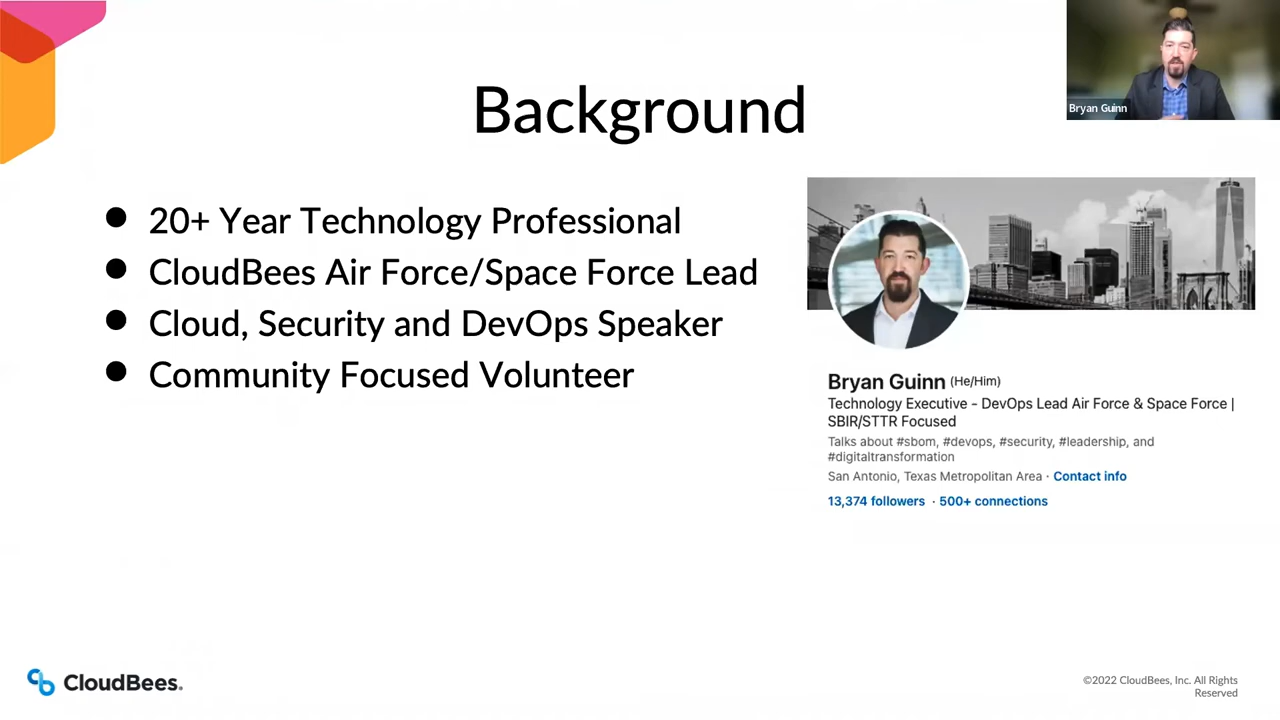 Background
Bryan Guinn
● 20+ Year Technology Professional
● CloudBees Air Force/Space Force Lead
● Cloud, Security and DevOps Speaker
● Community Focused Volunteer
Bryan Guinn (He/Him)
Technology Executive - DevOps Lead Air Force & Space Force |
SBIR/STTR Focused
Talks about #sbom, #devops, #security, #leadership, and
#digitaltransformation
San Antonio, Texas Metropolitan Area · Contact info
13,374 followers · 500+ connections
CloudBees.
©2022 CloudBees, Inc. All Rights
Reserved